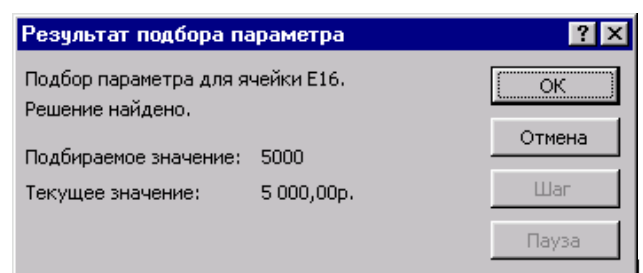 Результат подбора параметра
Подбор параметра для ячейки E16.
Решение найдено.
Подбираемое значение: 5000
Текущее значение: 5 000,00р.
ОК
Отмена
Шаг
Пауза